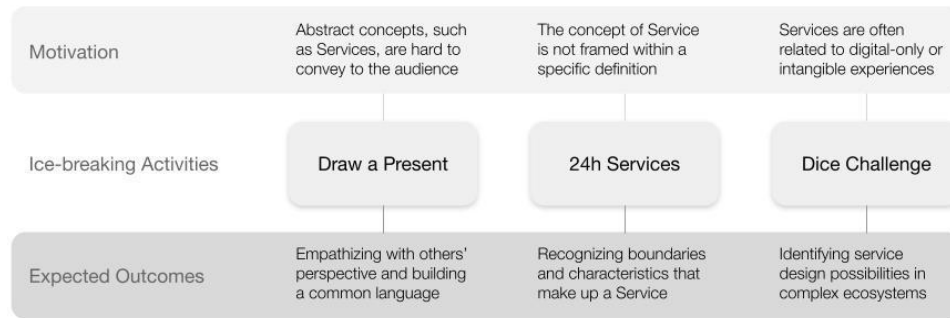 Motivation
Abstract concepts, such
as Services, are hard to
convey to the audience
The concept of Service
is not framed within a
specific definition
Services are often
related to digital-only or
intangible experiences
Ice-breaking Activities
Draw a Present
24h Services
Dice Challenge
Expected Outcomes
Empathizing with others'
perspective and building
a common language
Recognizing boundaries
and characteristics that
make up a Service
Identifying service
design possibilities in
complex ecosystems